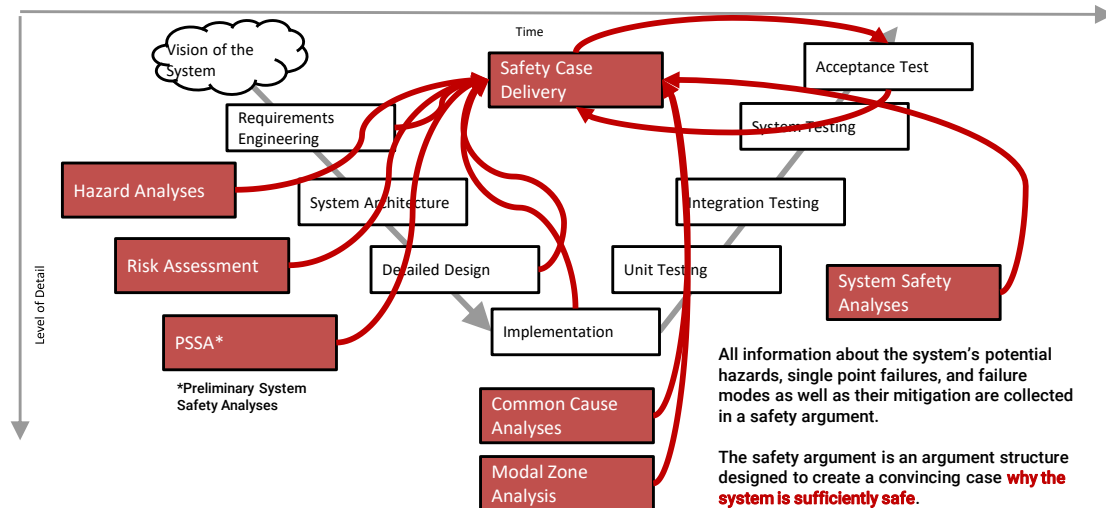 Time
Vision of the
System
Safety Case
Delivery
Acceptance Test
Requirements
Engineering
System Testing
Hazard Analyses
System Architecture
Integration Testing
Risk Assessment
Detailed Design
Unit Testing
System Safety
Analyses
Level of Detail
PSSA*
Implementation
*Preliminary System
Safety Analyses
Common Cause
Analyses
Modal Zone
Analysis
All information about the system’s potential
hazards, single point failures, and failure
modes as well as their mitigation are collected
in a safety argument.
The safety argument is an argument structure
designed to create a convincing case why the
system is sufficiently safe.